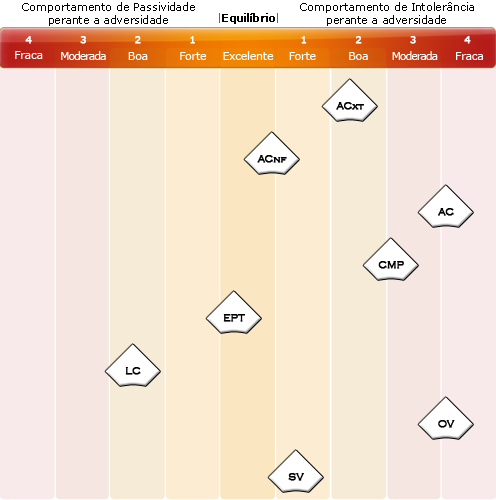 Comportamento de Passividade
perante a adversidade
|Equilíbrio|
Comportamento de Intolerância
perante a adversidade
4 3 2 1 1 2 3 4
Fraca Moderada Boa Forte Excelente Forte Boa Moderada Fraca
ACXT
ACNF
AC
CMP
EPT
LC
OV
SV